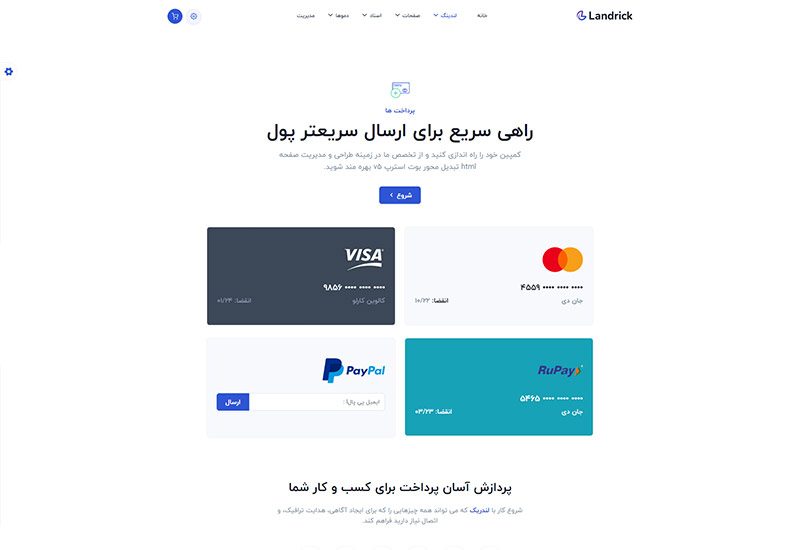 Landrick
خانه
لندینگ
صفحات
اسناد
دموها
مدیریت
پرداخت ها
راهی سریع برای ارسال سریعتر پول
کمپین خود را راه اندازی کنید و از تخصص ما در زمینه طراحی و مدیریت صفحه
html تبدیل محور بوت استرپ v۵ بهره مند شوید.
شروع
•••• •••• •••• ۴۵۵۹
جان دی
انقضا: ۱۰/۲۲
VISA
•••• •••• •••• ۹۸۵۶
کالوین کارلو
انقضا: ۰۱/۲۴
RuPay
•••• •••• •••• ۵۴۶۵
جان دی
انقضا: ۰۳/۲۳
PayPal
ایمیل پی پال :
ارسال
پردازش آسان پرداخت برای کسب و کار شما
شروع کار با لندریک که می تواند همه چیزهایی را که برای ایجاد آگاهی، هدایت ترافیک، و
اتصال نیاز دارید فراهم کند.